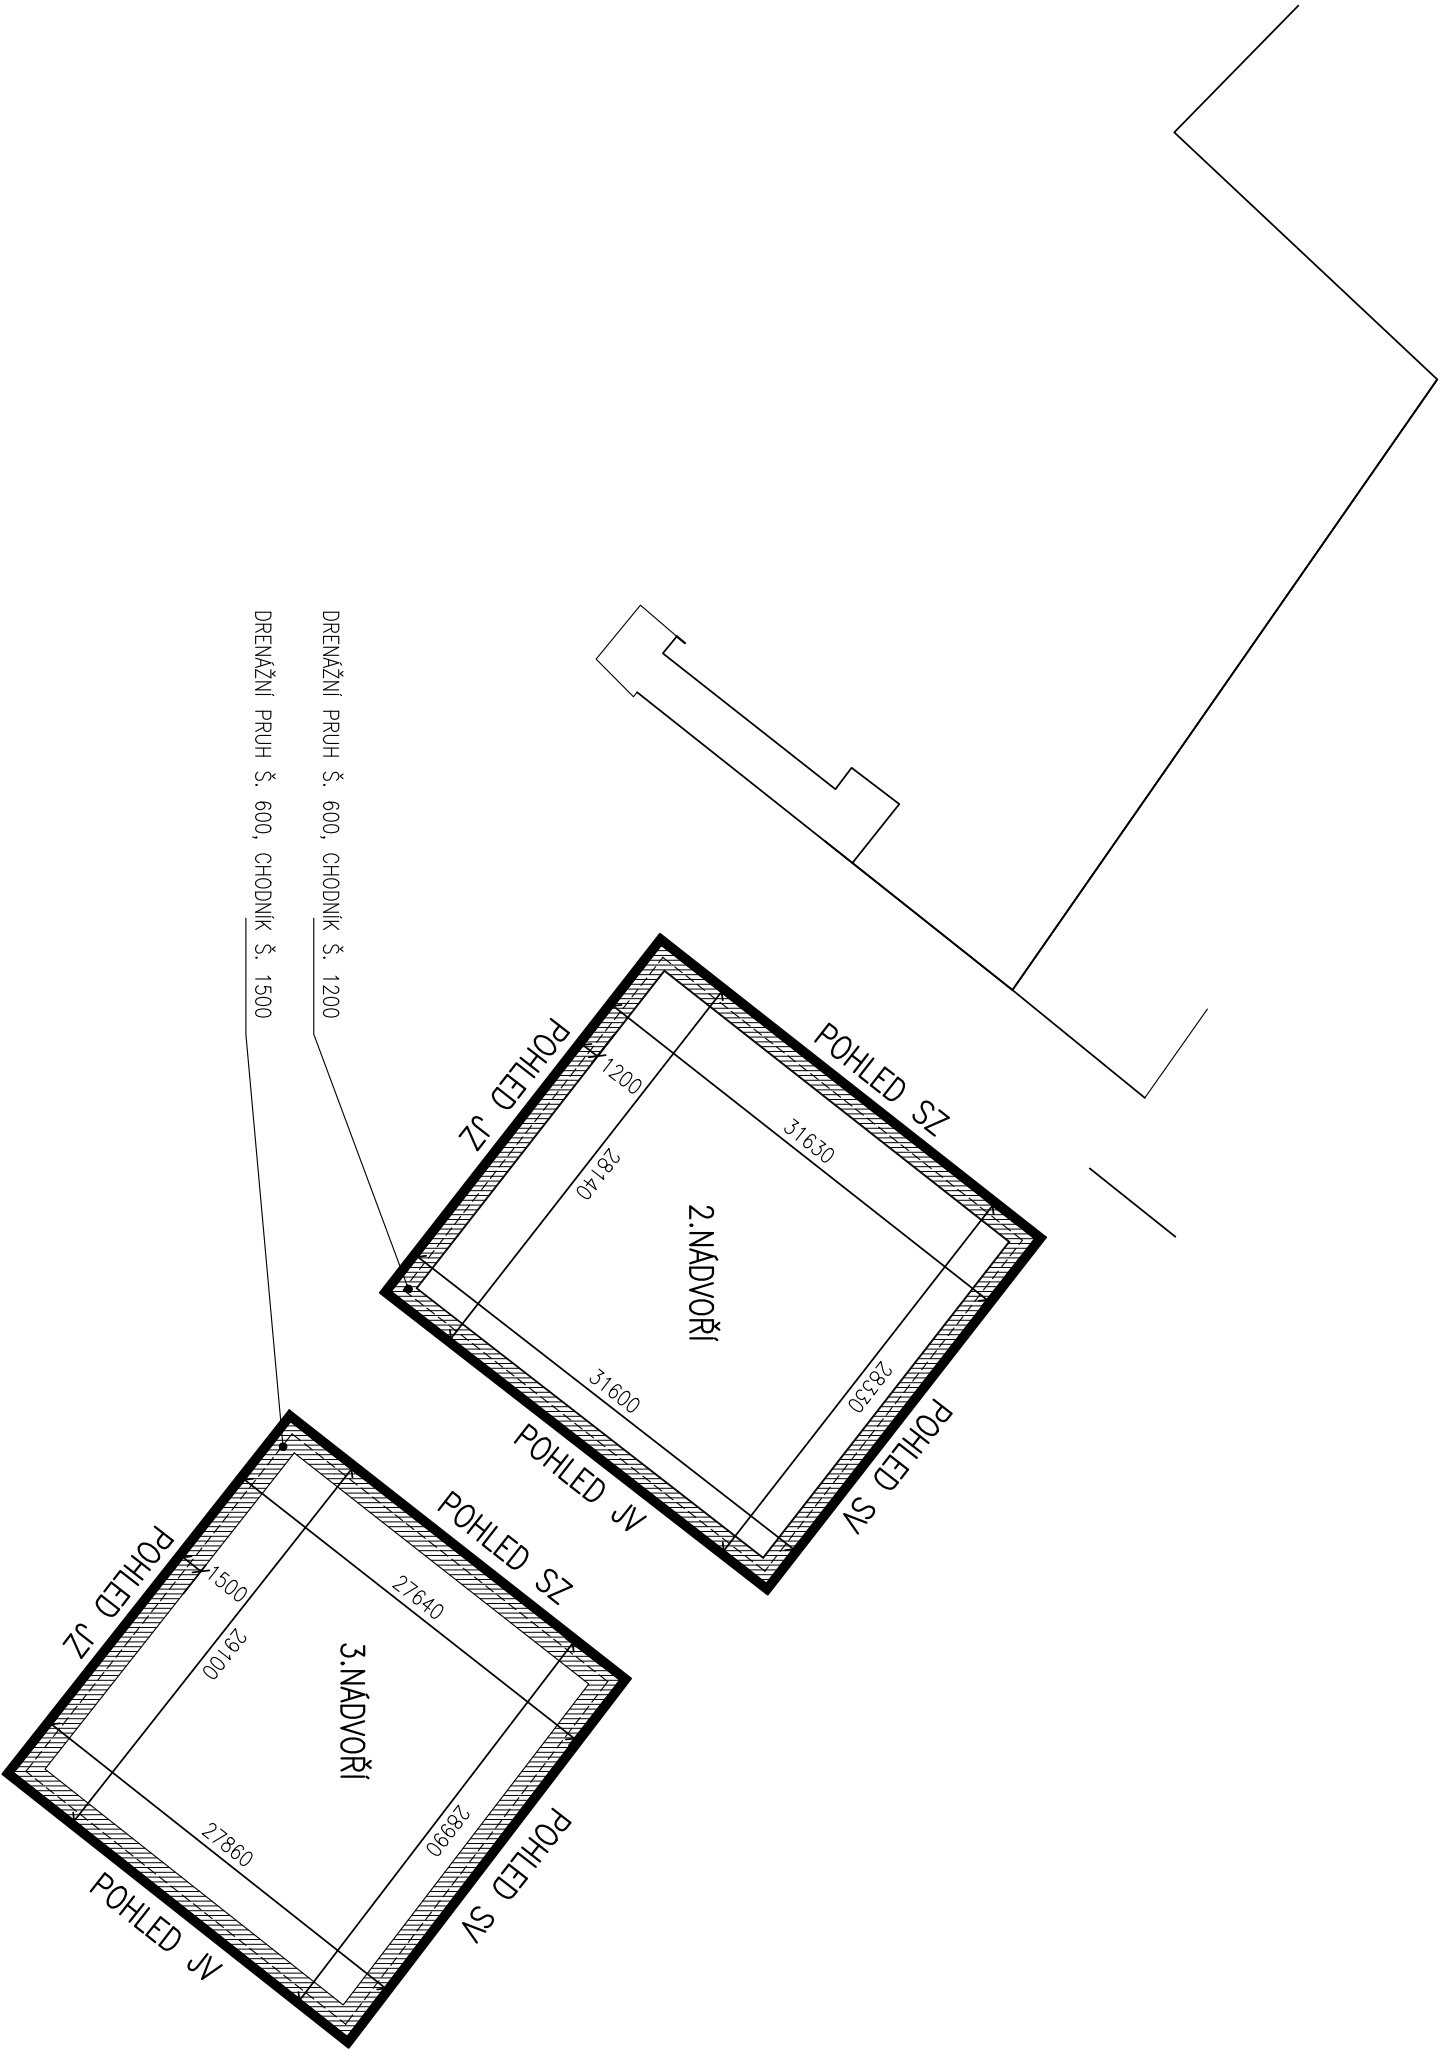 DRENÁŽNÍ PRUH Š. 600, CHODNÍK Š. 1200
DRENÁŽNÍ PRUH Š. 600, CHODNÍK Š. 1500
POHLED SZ
POHLED JZ
1200
31630
28140
2.NÁDVOŘÍ
28330
31600
POHLED SV
POHLED JV
POHLED SZ
POHLED JZ
1500
27640
29100
3.NÁDVOŘÍ
28990
27860
POHLED SV
POHLED JV